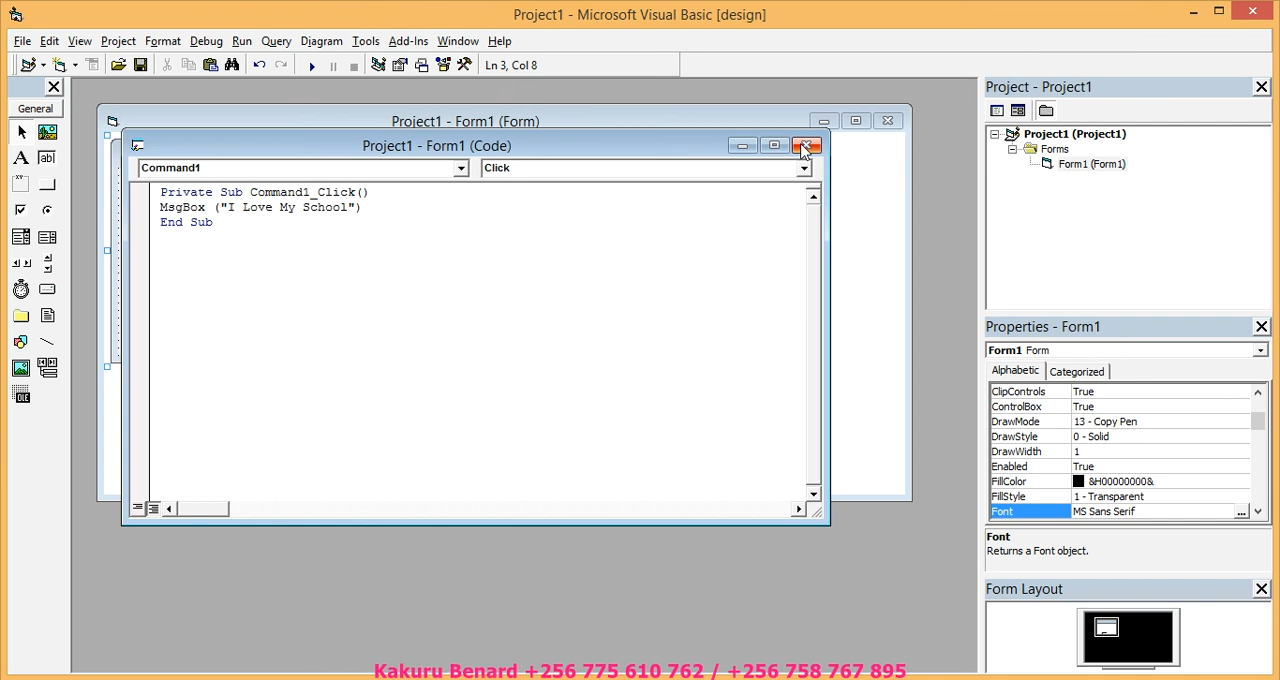 Project1 - Microsoft Visual Basic [design]
File Edit View Project Format Debug Run Query Diagram Tools Add-Ins Window Help
Ln 3, Col 8
General
Project1 - Form1 (Form)
Project1 - Form1 (Code)
Command1
Click
Private Sub Command1_Click()
MsgBox ("I Love My School")
End Sub
Project - Project1
Project1 (Project1)
Forms
Form1 (Form1)
Properties - Form1
Form1 Form
Alphabetic Categorized
ClipControls True
ControlBox True
DrawMode 13 - Copy Pen
DrawStyle 0 - Solid
DrawWidth 1
Enabled True
FillColor &H00000000&
FillStyle 1 - Transparent
Font MS Sans Serif ...
Font
Returns a Font object.
Form Layout
Kakuru Benard +256 775 610 762 / +256 758 767 895